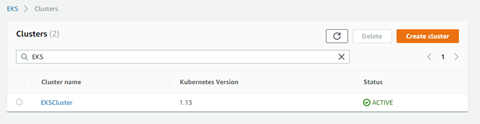 EKS > Clusters
Clusters (2)
Delete
Create cluster
EKS
1
Cluster name Kubernetes Version Status
EKSCluster 1.13 ACTIVE